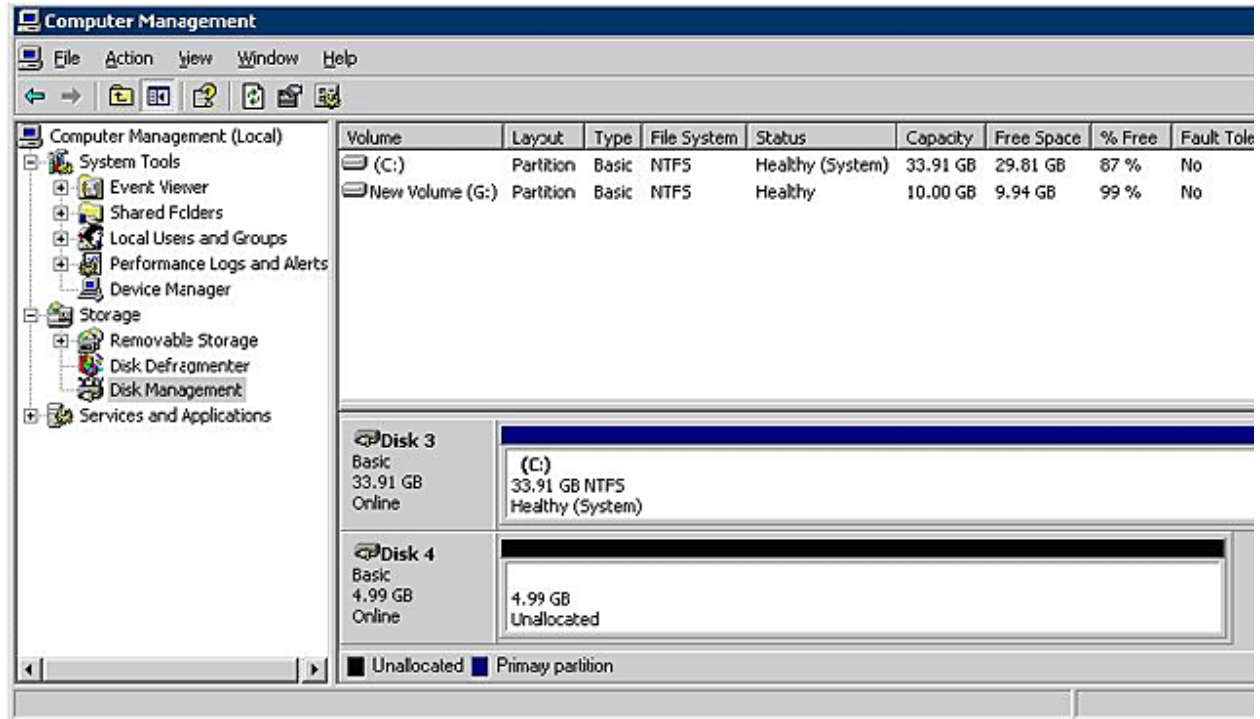 Computer Management
File Action View Window Help
Computer Management (Local)
System Tools
Event Viewer
Shared Folders
Local Users and Groups
Performance Logs and Alerts
Device Manager
Storage
Removable Storage
Disk Defragmenter
Disk Management
Services and Applications
Volume Layout Type File System Status Capacity Free Space % Free Fault Tole
(C:) Partition Basic NTFS Healthy (System) 33.91 GB 29.81 GB 87 % No
New Volume (G:) Partition Basic NTFS Healthy 10.00 GB 9.94 GB 99 % No
Disk 3
Basic
33.91 GB
Online
(C:)
33.91 GB NTFS
Healthy (System)
Disk 4
Basic
4.99 GB
Online
4.99 GB
Unallocated
Unallocated Primary partition